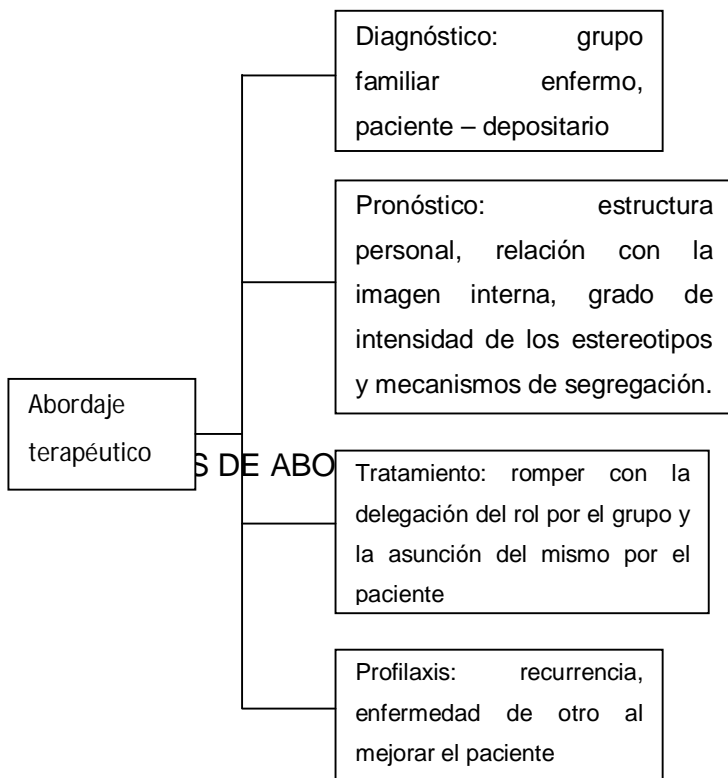 Diagnóstico: grupo
familiar enfermo,
paciente – depositario
Pronóstico: estructura
personal, relación con la
imagen interna, grado de
intensidad de los estereotipos
y mecanismos de segregación.
Abordaje
terapéutico
S DE ABO
Tratamiento: romper con la
delegación del rol por el grupo y
la asunción del mismo por el
paciente
Profilaxis: recurrencia,
enfermedad de otro al
mejorar el paciente